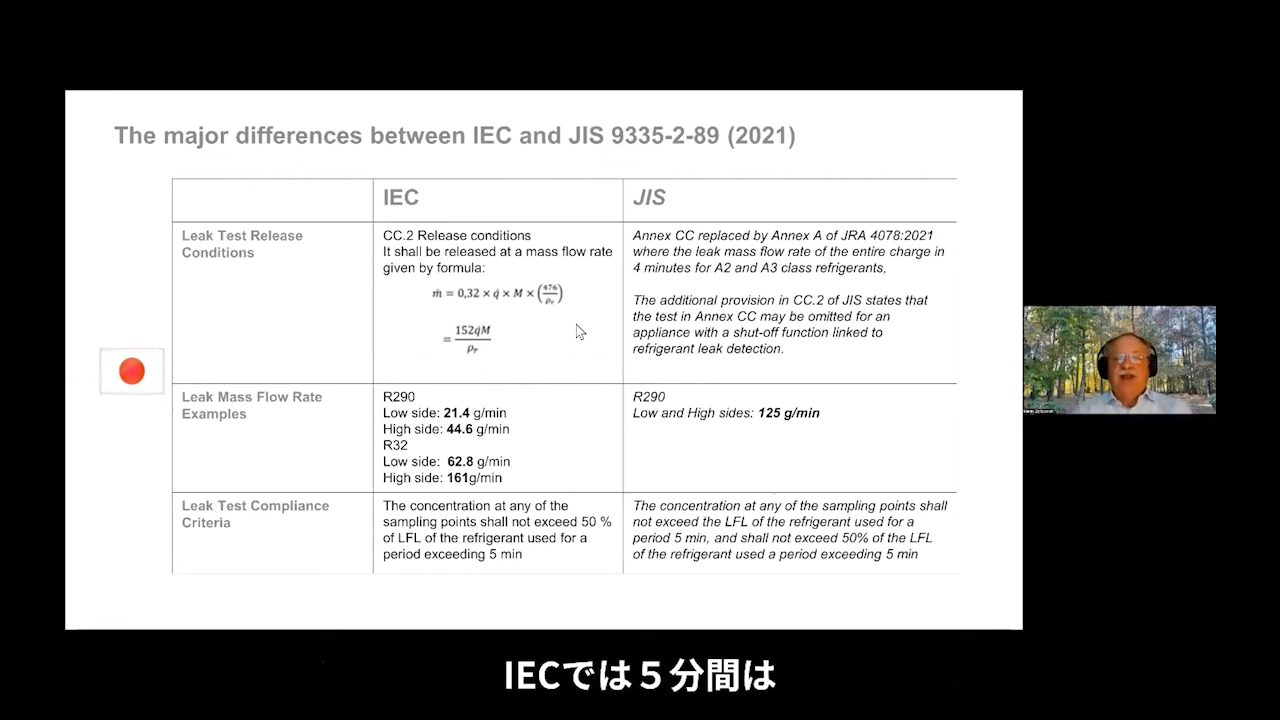 The major differences between IEC and JIS 9335-2-89 (2021)
IEC
JIS
Leak Test Release
Conditions
CC.2 Release conditions
It shall be released at a mass flow rate
given by formula:
ṁ = 0,32 × q̇ × M × (476/ρr)
= 152q̇M/ρr
Annex CC replaced by Annex A of JRA 4078:2021
where the leak mass flow rate of the entire charge in
4 minutes for A2 and A3 class refrigerants,
The additional provision in CC.2 of JIS states that
the test in Annex CC may be omitted for an
appliance with a shut-off function linked to
refrigerant leak detection.
Leak Mass Flow Rate
Examples
R290
Low side: 21.4 g/min
High side: 44.6 g/min
R32
Low side: 62.8 g/min
High side: 161g/min
R290
Low and High sides: 125 g/min
Leak Test Compliance
Criteria
The concentration at any of the
sampling points shall not exceed 50 %
of LFL of the refrigerant used for a
period exceeding 5 min
The concentration at any of the sampling points shall
not exceed the LFL of the refrigerant used for a
period 5 min, and shall not exceed 50% of the LFL
of the refrigerant used a period exceeding 5 min
IECでは５分間は